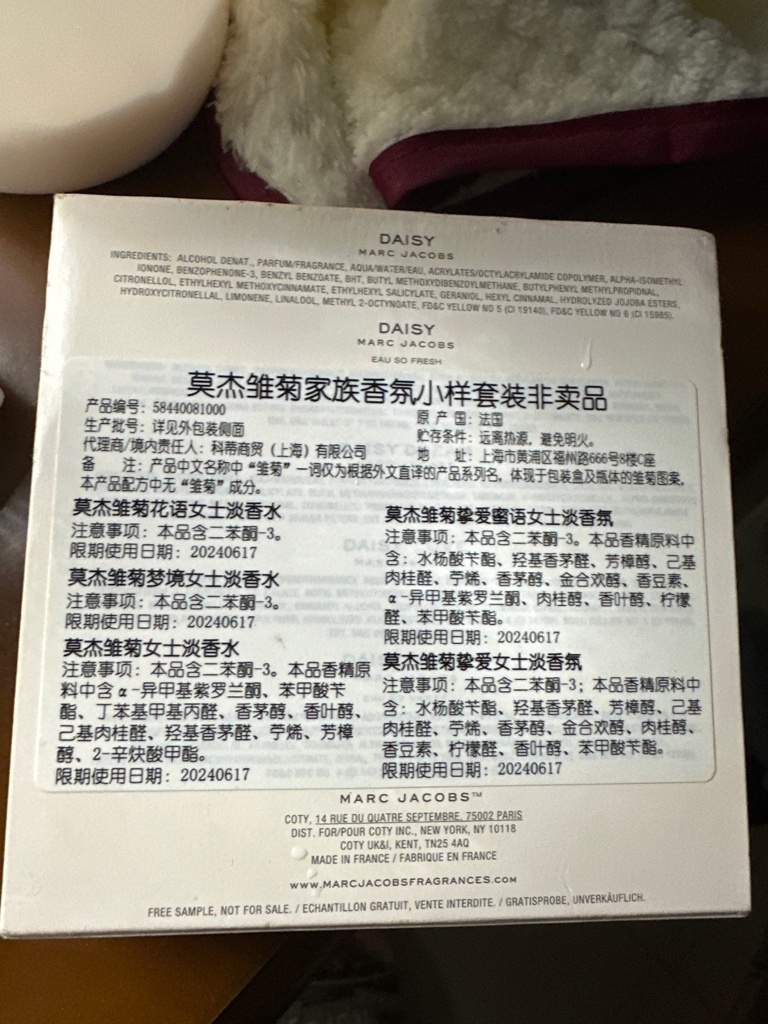 DAISY
MARC JACOBS
INGREDIENTS: ALCOHOL DENAT., PARFUM/FRAGRANCE, AQUA/WATER/EAU, ACRYLATES/OCTYLACRYLAMIDE COPOLYMER, ALPHA-ISOMETHYL
IONONE, BENZOPHENONE-3, BENZYL BENZOATE, BHT, BUTYL METHOXYDIBENZOYLMETHANE, BUTYLPHENYL METHYLPROPIONAL,
CITRONELLOL, ETHYLHEXYL METHOXYCINNAMATE, ETHYLHEXYL SALICYLATE, GERANIOL, HEXYL CINNAMAL, HYDROLYZED JOJOBA ESTERS,
HYDROXYCITRONELLAL, LIMONENE, LINALOOL, METHYL 2-OCTYNOATE, FD&C YELLOW NO 5 (CI 19140), FD&C YELLOW NO 6 (CI 15985).
DAISY
MARC JACOBS
EAU SO FRESH
莫杰雏菊家族香氛小样套装非卖品
产品编号：58440081000
生产批号：详见外包装侧面
代理商/境内责任人：科蒂商贸（上海）有限公司
原 产 国：法国
贮存条件：远离热源，避免明火。
地 址：上海市黄浦区福州路666号8楼C座
备 注：产品中文名称中“雏菊”一词仅为根据外文直译的产品系列名，体现于包装盒及瓶体的雏菊图案，
本产品配方中无“雏菊”成分。
莫杰雏菊花语女士淡香水
注意事项：本品含二苯酮-3。
限期使用日期：20240617
莫杰雏菊梦境女士淡香水
注意事项：本品含二苯酮-3。
限期使用日期：20240617
莫杰雏菊女士淡香水
注意事项：本品含二苯酮-3。本品香精原
料中含α-异甲基紫罗兰酮、苯甲酸苄
酯、丁苯基甲基丙醛、香茅醇、香叶醇、
己基肉桂醛、羟基香茅醛、苧烯、芳樟
醇、2-辛炔酸甲酯。
限期使用日期：20240617
莫杰雏菊挚爱蜜语女士淡香氛
注意事项：本品含二苯酮-3。本品香精原料中
含：水杨酸苄酯、羟基香茅醛、芳樟醇、己基
肉桂醛、苧烯、香茅醇、金合欢醇、香豆素、
α-异甲基紫罗兰酮、肉桂醇、香叶醇、柠檬
醛、苯甲酸苄酯。
限期使用日期：20240617
莫杰雏菊挚爱女士淡香氛
注意事项：本品含二苯酮-3；本品香精原料中
含：水杨酸苄酯、羟基香茅醛、芳樟醇、己基
肉桂醛、苧烯、香茅醇、金合欢醇、肉桂醇、
香豆素、柠檬醛、香叶醇、苯甲酸苄酯。
限期使用日期：20240617
MARC JACOBS™
COTY, 14 RUE DU QUATRE SEPTEMBRE, 75002 PARIS
DIST. FOR/POUR COTY INC., NEW YORK, NY 10118
COTY UK&I, KENT, TN25 4AQ
MADE IN FRANCE / FABRIQUE EN FRANCE
WWW.MARCJACOBSFRAGRANCES.COM
FREE SAMPLE, NOT FOR SALE. / ECHANTILLON GRATUIT, VENTE INTERDITE. / GRATISPROBE, UNVERKÄUFLICH.